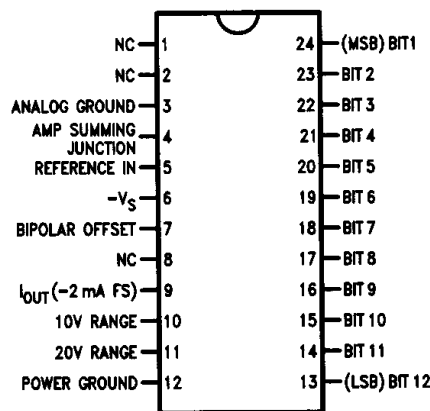 NC 1 24 (MSB) BIT1
NC 2 23 BIT 2
ANALOG GROUND 3 22 BIT 3
AMP SUMMING
JUNCTION 4 21 BIT 4
REFERENCE IN 5 20 BIT 5
-VS 6 19 BIT 6
BIPOLAR OFFSET 7 18 BIT 7
NC 8 17 BIT 8
IOUT (-2 mA FS) 9 16 BIT 9
10V RANGE 10 15 BIT 10
20V RANGE 11 14 BIT 11
POWER GROUND 12 13 (LSB) BIT 12